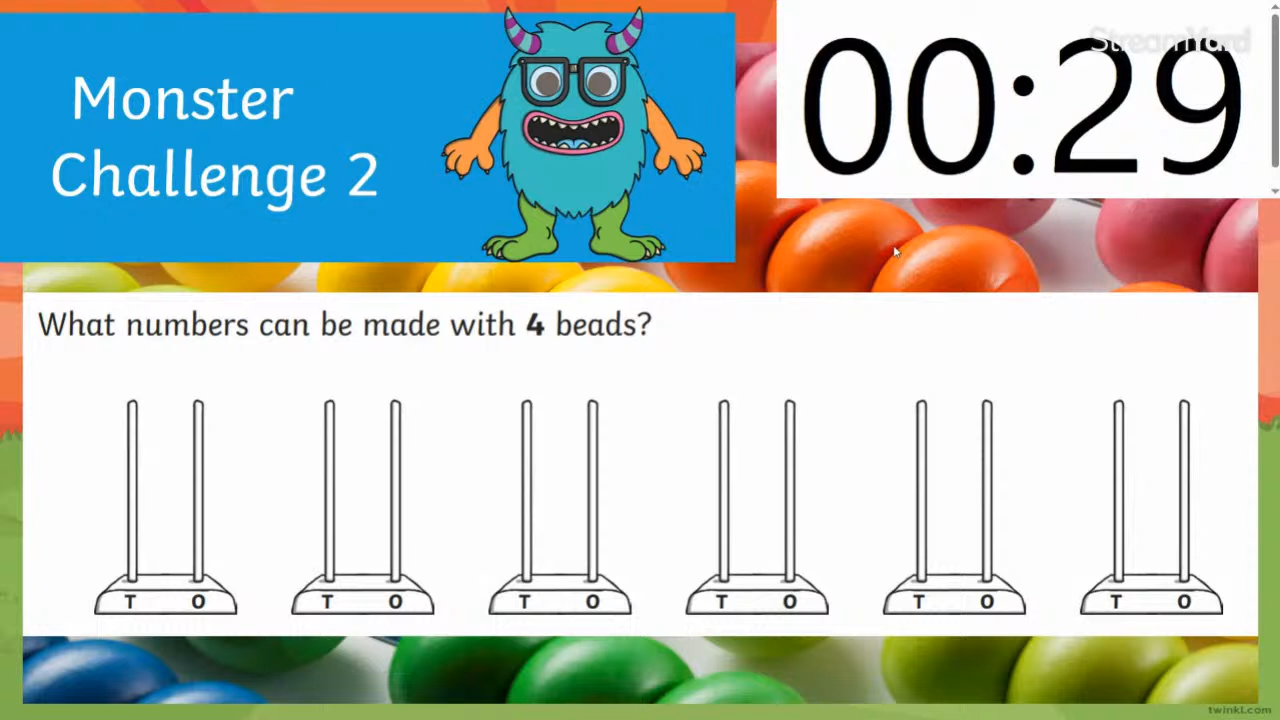 Monster
Challenge 2
StreamYard
00:29
What numbers can be made with 4 beads?
T O T O T O T O T O T O
twinkl.com